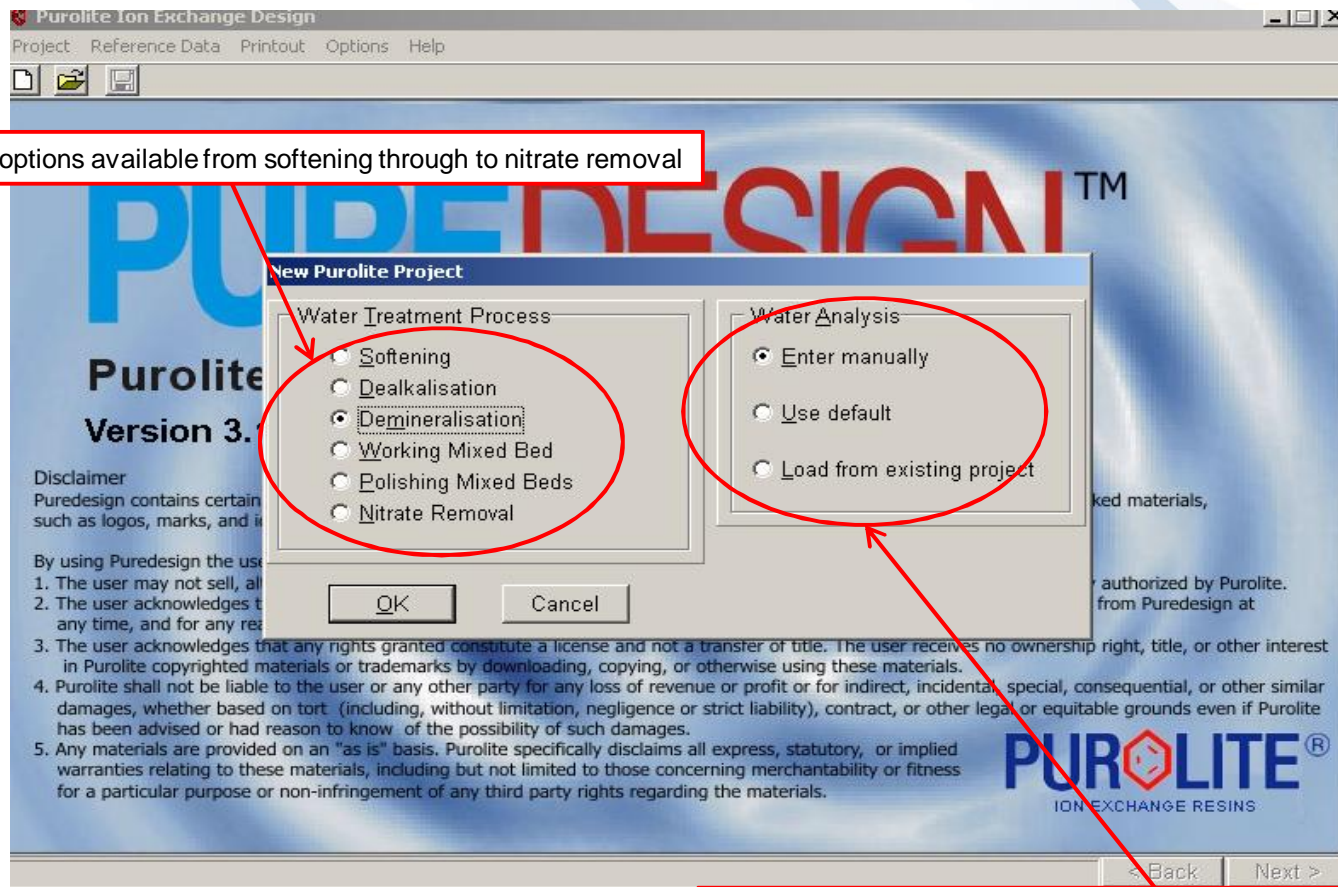 Purolite Ion Exchange Design
Project Reference Data Printout Options Help
options available from softening through to nitrate removal
PUREDESIGN™
New Purolite Project
Water Treatment Process
Softening
Dealkalisation
Demineralisation
Working Mixed Bed
Polishing Mixed Beds
Nitrate Removal
Water Analysis
Enter manually
Use default
Load from existing project
OK Cancel
Purolite
Version 3.
Disclaimer
Puredesign contains certain ked materials,
such as logos, marks, and
By using Puredesign the use
1. The user may not sell, authorized by Purolite.
2. The user acknowledges from Puredesign at
any time, and for any
3. The user acknowledges that any rights granted constitute a license and not a transfer of title. The user receives no ownership right, title, or other interest
in Purolite copyrighted materials or trademarks by downloading, copying, or otherwise using these materials.
4. Purolite shall not be liable to the user or any other party for any loss of revenue or profit or for indirect, incidental, special, consequential, or other similar
damages, whether based on tort (including, without limitation, negligence or strict liability), contract, or other legal or equitable grounds even if Purolite
has been advised or had reason to know of the possibility of such damages.
5. Any materials are provided on an "as is" basis. Purolite specifically disclaims all express, statutory, or implied
warranties relating to these materials, including but not limited to those concerning merchantability or fitness
for a particular purpose or non-infringement of any third party rights regarding the materials.
PUROLITE®
ION EXCHANGE RESINS
< Back Next >